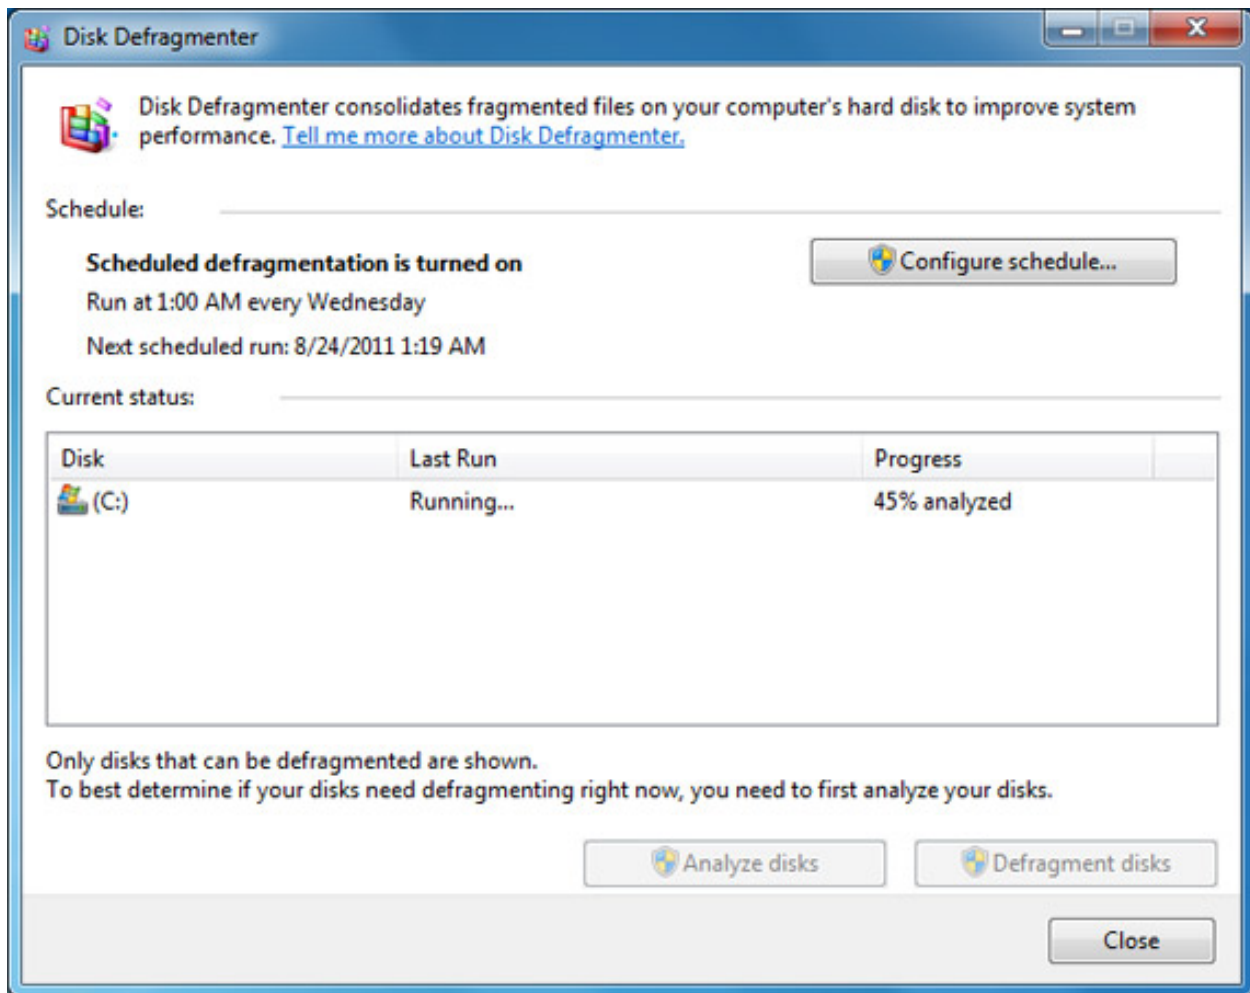 Disk Defragmenter
Disk Defragmenter consolidates fragmented files on your computer's hard disk to improve system
performance. Tell me more about Disk Defragmenter.
Schedule:
Scheduled defragmentation is turned on
Configure schedule...
Run at 1:00 AM every Wednesday
Next scheduled run: 8/24/2011 1:19 AM
Current status:
Disk Last Run Progress
(C:) Running... 45% analyzed
Only disks that can be defragmented are shown.
To best determine if your disks need defragmenting right now, you need to first analyze your disks.
Analyze disks Defragment disks
Close